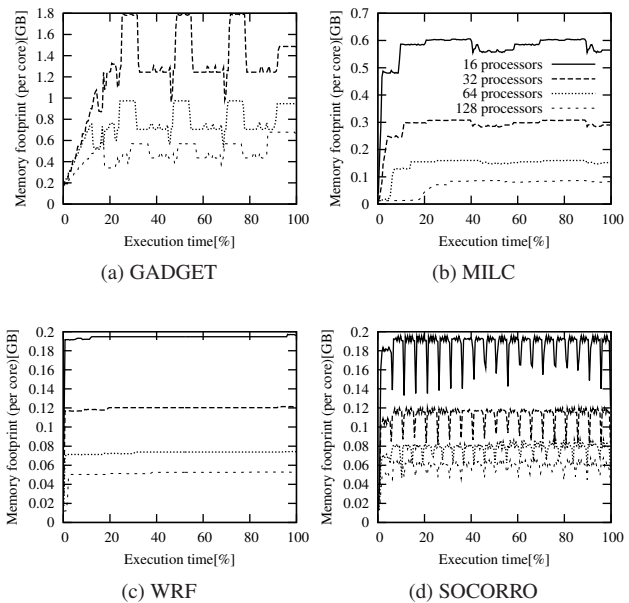 Memory footprint (per core)[GB]
1.8
1.6
1.4
1.2
1
0.8
0.6
0.4
0.2
0
0 20 40 60 80 100
Execution time[%]
(a) GADGET
Memory footprint (per core)[GB]
0.7
0.6
0.5
0.4
0.3
0.2
0.1
0
0 20 40 60 80 100
Execution time[%]
16 processors
32 processors
64 processors
128 processors
(b) MILC
Memory footprint (per core)[GB]
0.2
0.18
0.16
0.14
0.12
0.1
0.08
0.06
0.04
0.02
0
0 20 40 60 80 100
Execution time[%]
(c) WRF
Memory footprint (per core)[GB]
0.2
0.18
0.16
0.14
0.12
0.1
0.08
0.06
0.04
0.02
0
0 20 40 60 80 100
Execution time[%]
(d) SOCORRO